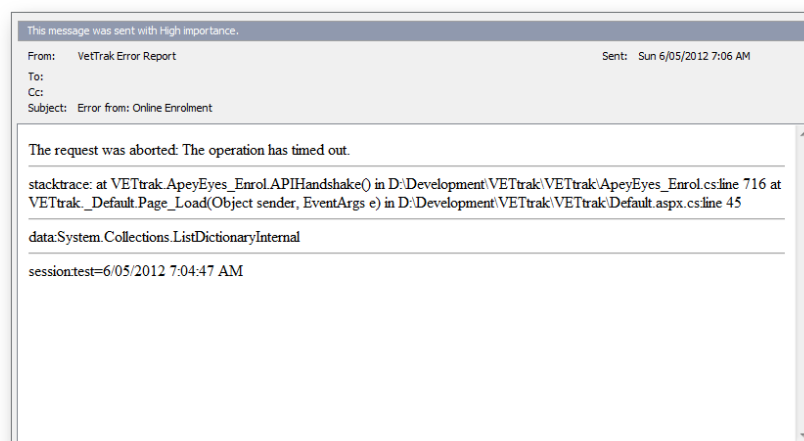 This message was sent with High importance.
From: VetTrak Error Report Sent: Sun 6/05/2012 7:06 AM
To:
Cc:
Subject: Error from: Online Enrolment
The request was aborted: The operation has timed out.
stacktrace: at VETtrak.ApeyEyes_Enrol.APIHandshake() in D:\Development\VETtrak\VETtrak\ApeyEyes_Enrol.cs:line 716 at
VETtrak._Default.Page_Load(Object sender, EventArgs e) in D:\Development\VETtrak\VETtrak\Default.aspx.cs:line 45
data:System.Collections.ListDictionaryInternal
session:test=6/05/2012 7:04:47 AM